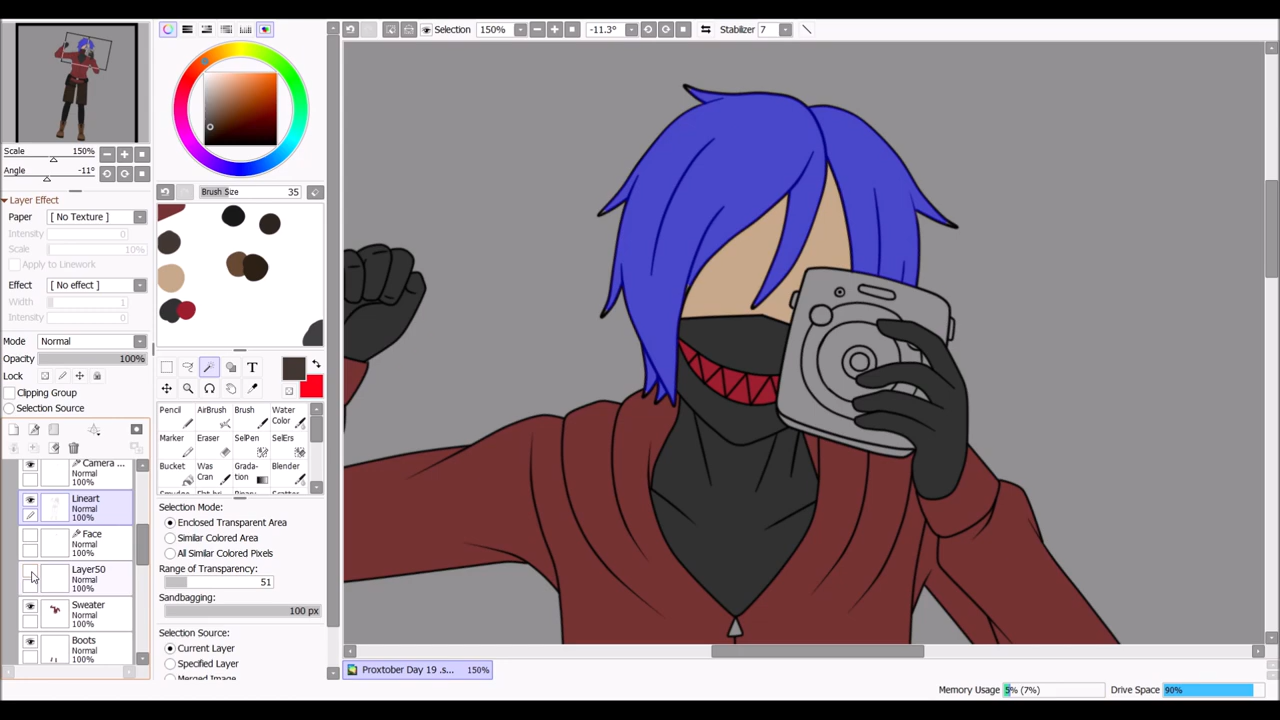 Selection 150% -11.3° Stabilizer 7
Scale 150%
Angle -11°
Layer Effect
Paper [ No Texture ]
Intensity 0
Scale 10%
Apply to Linework
Effect [ No effect ]
Width 1
Intensity
Mode Normal
Opacity 100%
Lock
Clipping Group
Selection Source
Camera ...
Normal
100%
Lineart
Normal
100%
Face
Normal
100%
Layer50
Normal
100%
Sweater
Normal
100%
Boots
Normal
100%
Brush Size 35
T
Pencil AirBrush Brush Water Color
Marker Eraser SelPen SelErs
Bucket Was Cran Grada-tion Blender
Selection Mode:
Enclosed Transparent Area
Similar Colored Area
All Similar Colored Pixels
Range of Transparency:
51
Sandbagging:
100 px
Selection Source:
Current Layer
Specified Layer
Proxtober Day 19 .s... 150%
Memory Usage 5% (7%) Drive Space 90%